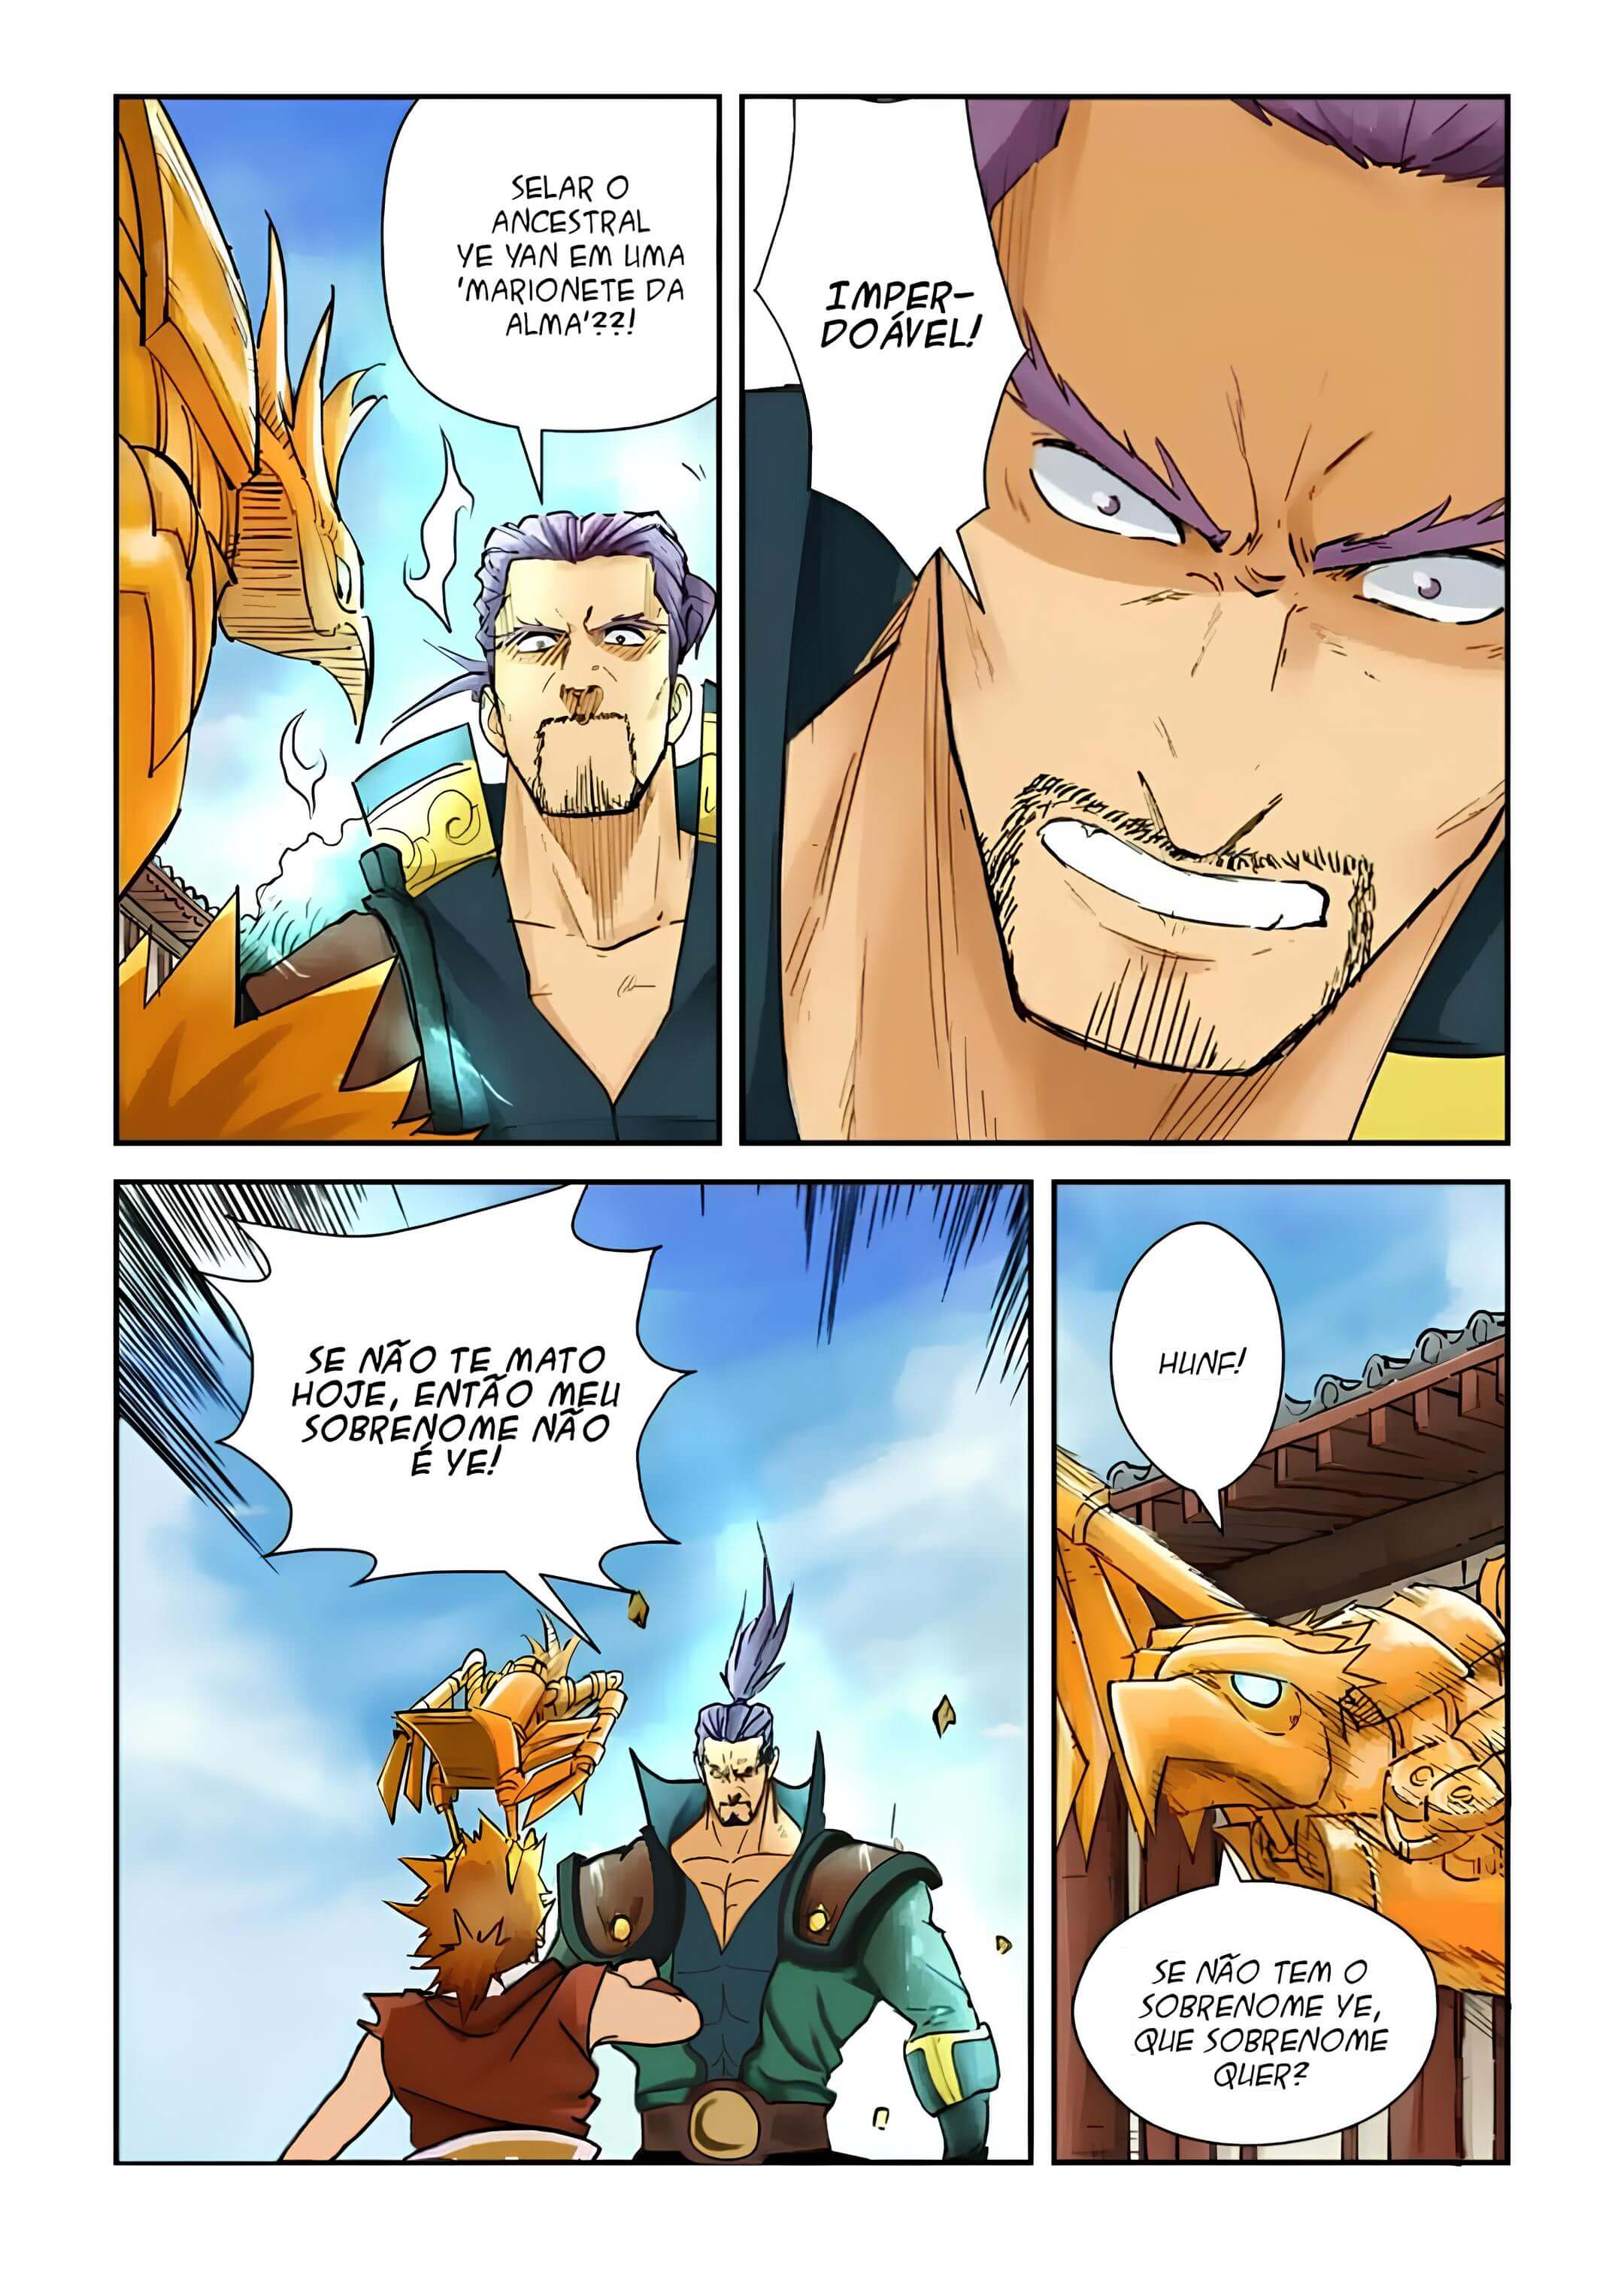 SELAR O
ANCESTRAL
YE YAN EM UMA
'MARIONETE DA
ALMA'??!
IMPER-
DOÁVEL!
SE NÃO TE MATO
HOJE, ENTÃO MEU
SOBRENOME NÃO
É YE!
HUNF!
SE NÃO TEM O
SOBRENOME YE,
QUE SOBRENOME
QUER?